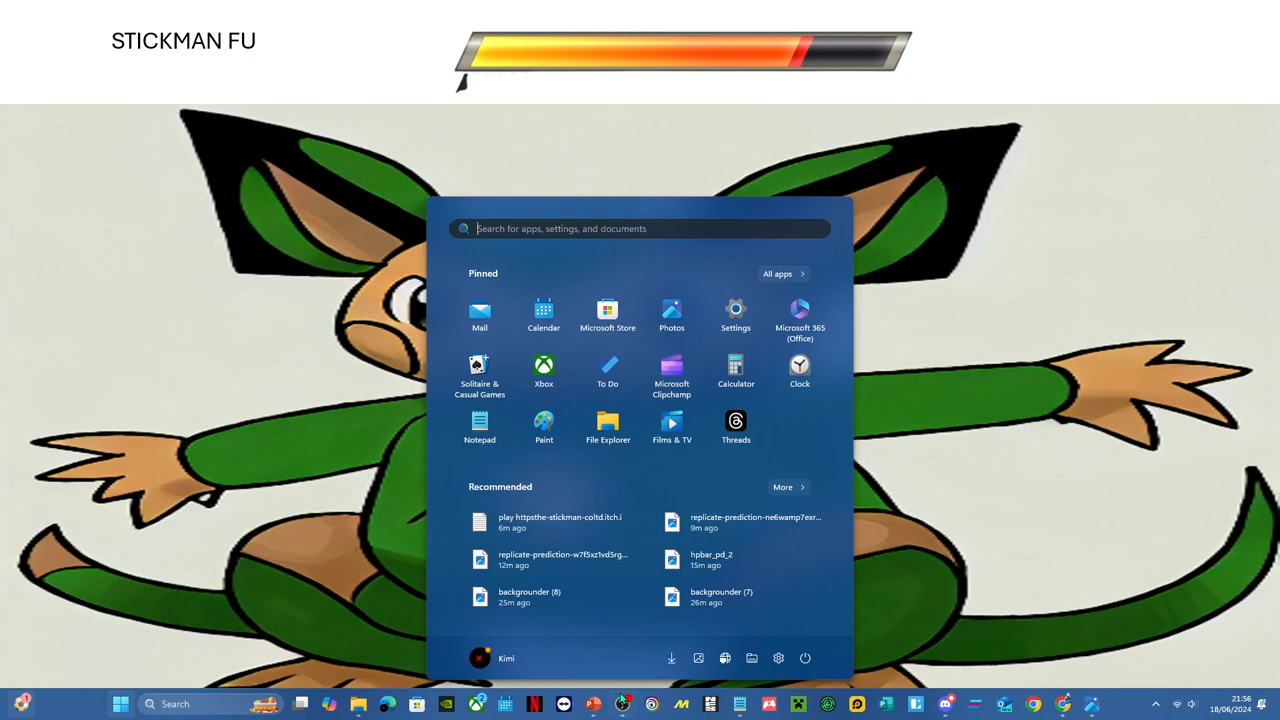 STICKMAN FU
Search for apps, settings, and documents
Pinned
All apps
Mail
Calendar
Microsoft Store
Photos
Settings
Microsoft 365
(Office)
Solitaire &
Casual Games
Xbox
To Do
Microsoft
Clipchamp
Calculator
Clock
Notepad
Paint
File Explorer
Films & TV
Threads
Recommended
More
play httpsthe-stickman-coltd.itch.i
6m ago
replicate-prediction-ne6wamp7exr...
9m ago
replicate-prediction-w7f5xz1vd5rg...
12m ago
hpbar_pd_2
15m ago
backgrounder (8)
25m ago
backgrounder (7)
26m ago
Kimi
1
Search
2
21:56
18/06/2024